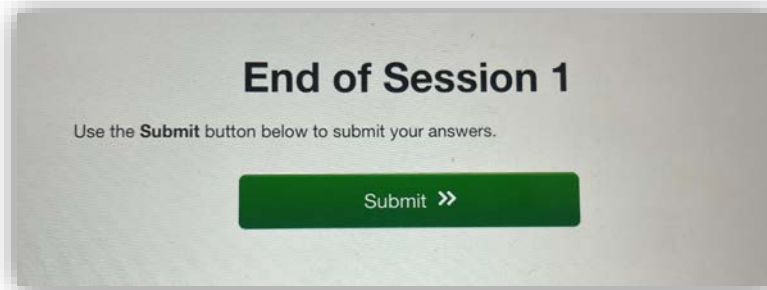 End of Session 1
Use the Submit button below to submit your answers.
Submit »